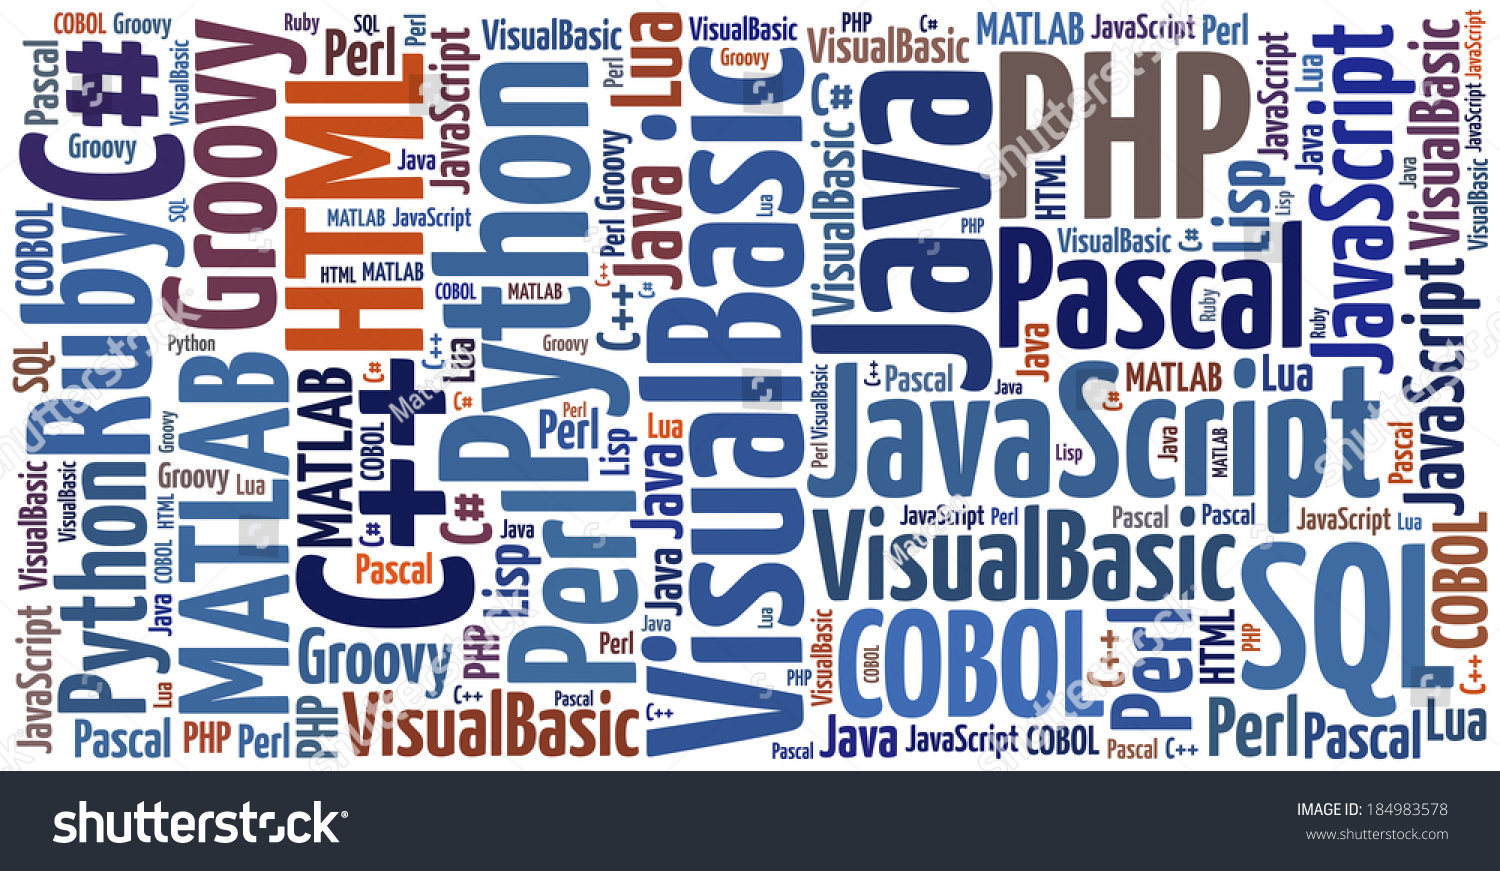 COBOL Groovy
Pascal
C#
Groovy
VisualBasic
Groovy
Ruby
SQL
Perl
Perl
HTML
JavaScript
Java
VisualBasic
Python
Perl
Lua
Java
Perl Groovy
VisualBasic
Groovy
VisualBasic
Lua
PHP
C#
VisualBasic
C#
VisualBasic
Java
PHP
MATLAB JavaScript Perl
PHP
HTML
JavaScript
Lua
Java
JavaScript
Lisp
Lisp
Java
VisualBasic
JavaScript
JavaScript
VisualBasic
COBOL
Ruby
SQL
MATLAB JavaScript
HTML MATLAB
COBOL
MATLAB
C++
C++
C#
VisualBasic C#
Pascal
Ruby
Ruby
JavaScript
SQL
Python
MATLAB
Python
Groovy
Groovy Lua
MATLAB
C++
C#
COBOL
C++
Lua
C#
Groovy
Perl
Perl
Lisp
Lua
Java
Java
C++
Pascal
Java
Java
C#
MATLAB
Lua
JavaScript
Lisp
Java
MATLAB
Pascal
Perl VisualBasic
VisualBasic
VisualBasic
COBOL HTML
C#
C#
Pascal
Java
Lisp
Perl
JavaScript Perl
Pascal
Pascal
JavaScript Lua
VisualBasic
SQL
COBOL
JavaScript
Java
Lua
Groovy
PHP
Perl
Java
Lua
VisualBasic
COBOL
COBOL
C++
Perl
HTML
PHP
C++
Pascal
PHP
Perl
PHP
VisualBasic
C++
Pascal
C++
PHP
Pascal
Java
JavaScript
COBOL
Pascal C++
Perl
Pascal
Lua
shutterstock
IMAGE ID: 184983578
www.shutterstock.com